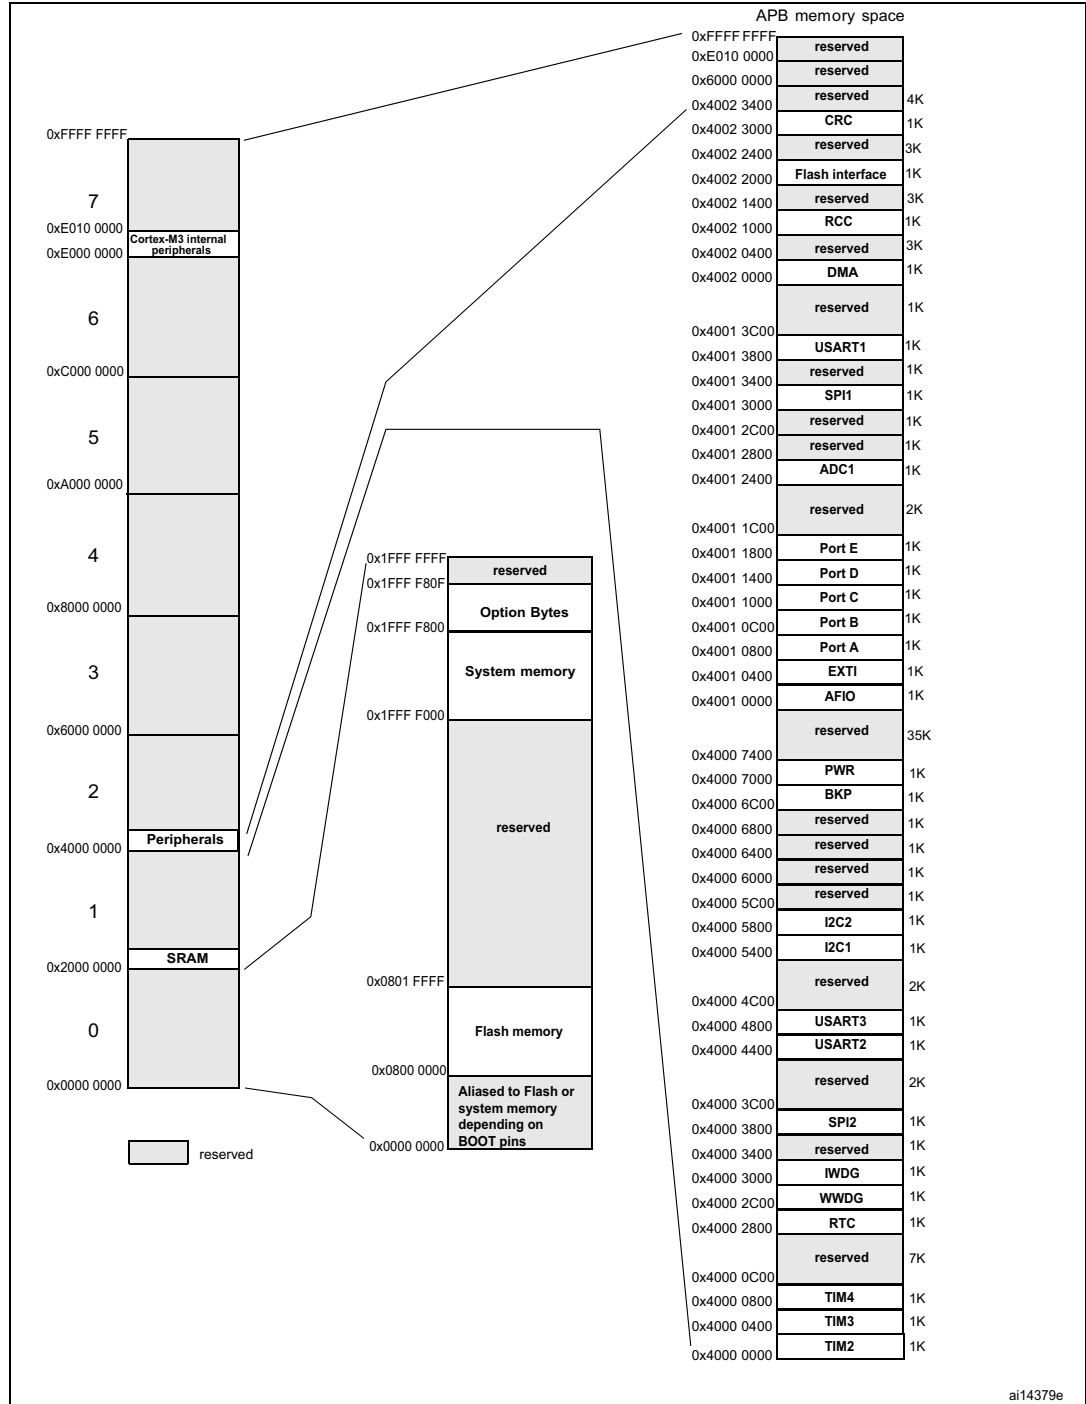 APB memory space
0xFFFF FFFF
reserved
0xE010 0000
reserved
0x6000 0000
reserved
4K
0x4002 3400
CRC
1K
0x4002 3000
reserved
3K
0x4002 2400
Flash interface
1K
0x4002 2000
reserved
3K
0x4002 1400
RCC
1K
0x4002 1000
reserved
3K
0x4002 0400
DMA
1K
0x4002 0000
reserved
1K
0x4001 3C00
USART1
1K
0x4001 3800
reserved
1K
0x4001 3400
SPI1
1K
0x4001 3000
reserved
1K
0x4001 2C00
reserved
1K
0x4001 2800
ADC1
1K
0x4001 2400
reserved
2K
0x4001 1C00
Port E
1K
0x4001 1800
Port D
1K
0x4001 1400
Port C
1K
0x4001 1000
Port B
1K
0x4001 0C00
Port A
1K
0x4001 0800
EXTI
1K
0x4001 0400
AFIO
1K
0x4001 0000
reserved
35K
0x4000 7400
PWR
1K
0x4000 7000
BKP
1K
0x4000 6C00
reserved
1K
0x4000 6800
reserved
1K
0x4000 6400
reserved
1K
0x4000 6000
reserved
1K
0x4000 5C00
I2C2
1K
0x4000 5800
I2C1
1K
0x4000 5400
reserved
2K
0x4000 4C00
USART3
1K
0x4000 4800
USART2
1K
0x4000 4400
reserved
2K
0x4000 3C00
SPI2
1K
0x4000 3800
reserved
1K
0x4000 3400
IWDG
1K
0x4000 3000
WWDG
1K
0x4000 2C00
RTC
1K
0x4000 2800
reserved
7K
0x4000 0C00
TIM4
1K
0x4000 0800
TIM3
1K
0x4000 0400
TIM2
1K
0x4000 0000
0xFFFF FFFF
7
0xE010 0000
Cortex-M3 internal
peripherals
0xE000 0000
6
0xC000 0000
5
0xA000 0000
4
0x8000 0000
3
0x6000 0000
2
Peripherals
0x4000 0000
1
SRAM
0x2000 0000
0
0x0000 0000
reserved
0x1FFF FFFF
reserved
0x1FFF F80F
Option Bytes
0x1FFF F800
System memory
0x1FFF F000
reserved
0x0801 FFFF
Flash memory
0x0800 0000
Aliased to Flash or
system memory
depending on
BOOT pins
0x0000 0000
ai14379e